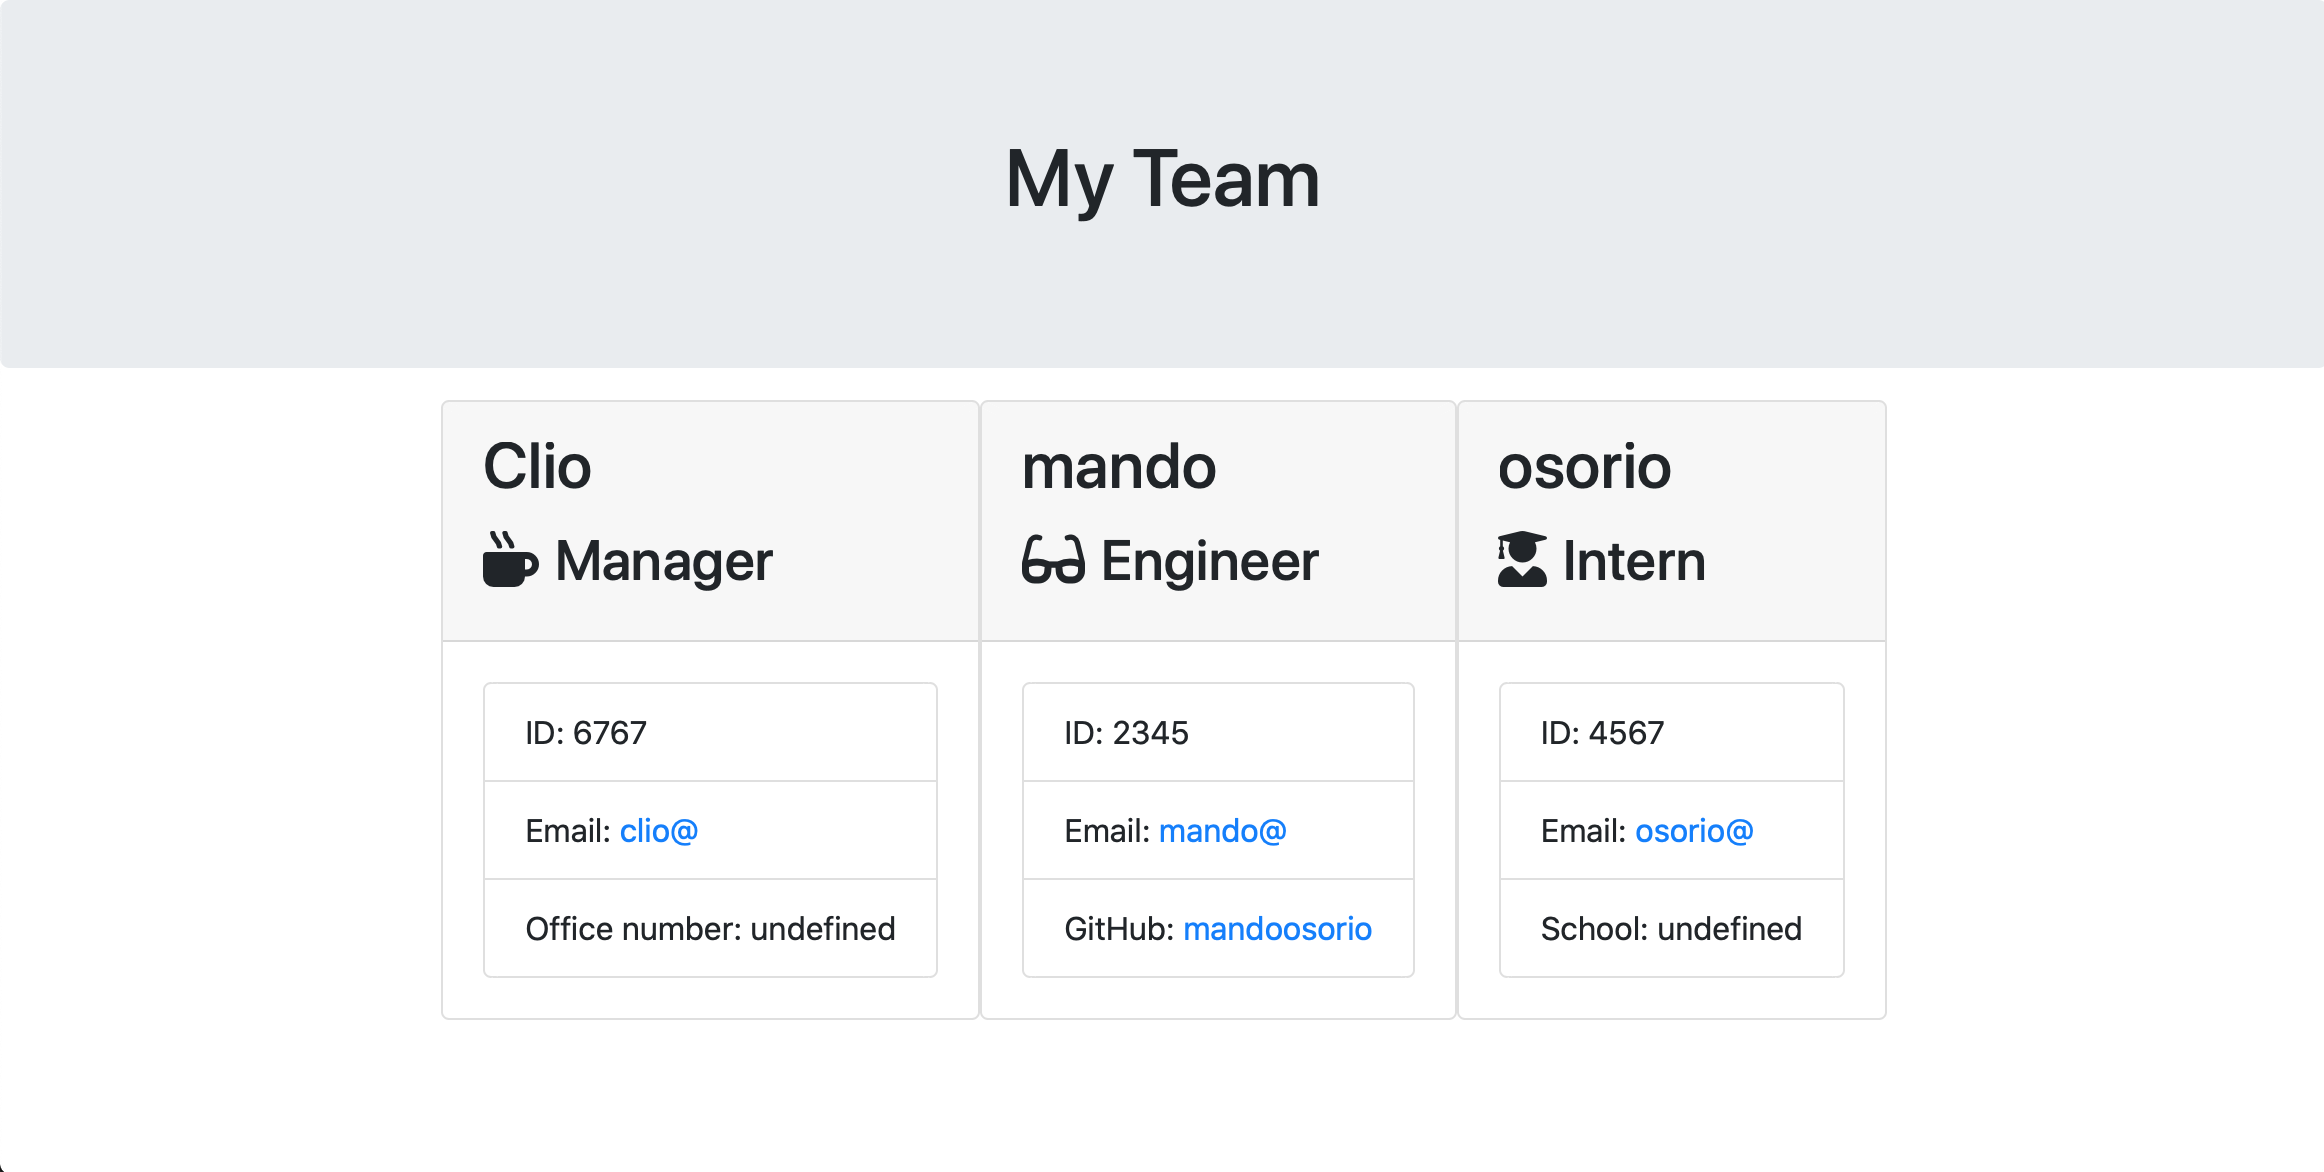 My Team
Clio
Manager
ID: 6767
Email: clio@
Office number: undefined
mando
Engineer
ID: 2345
Email: mando@
GitHub: mandoosorio
osorio
Intern
ID: 4567
Email: osorio@
School: undefined